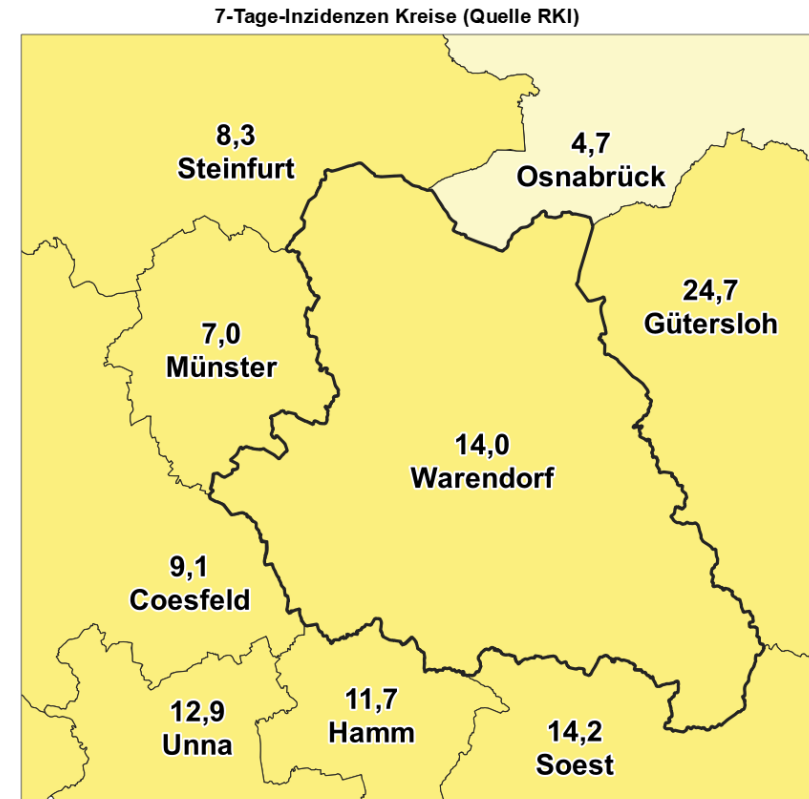 7-Tage-Inzidenzen Kreise (Quelle RKI)
8,3
Steinfurt
4,7
Osnabrück
24,7
Gütersloh
7,0
Münster
14,0
Warendorf
9,1
Coesfeld
12,9
Unna
11,7
Hamm
14,2
Soest